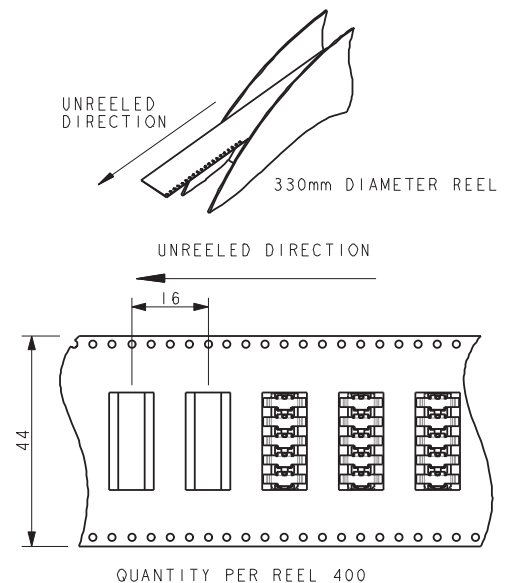 UNREELED
DIRECTION
330mm DIAMETER REEL
UNREELED DIRECTION
16
44
QUANTITY PER REEL 400